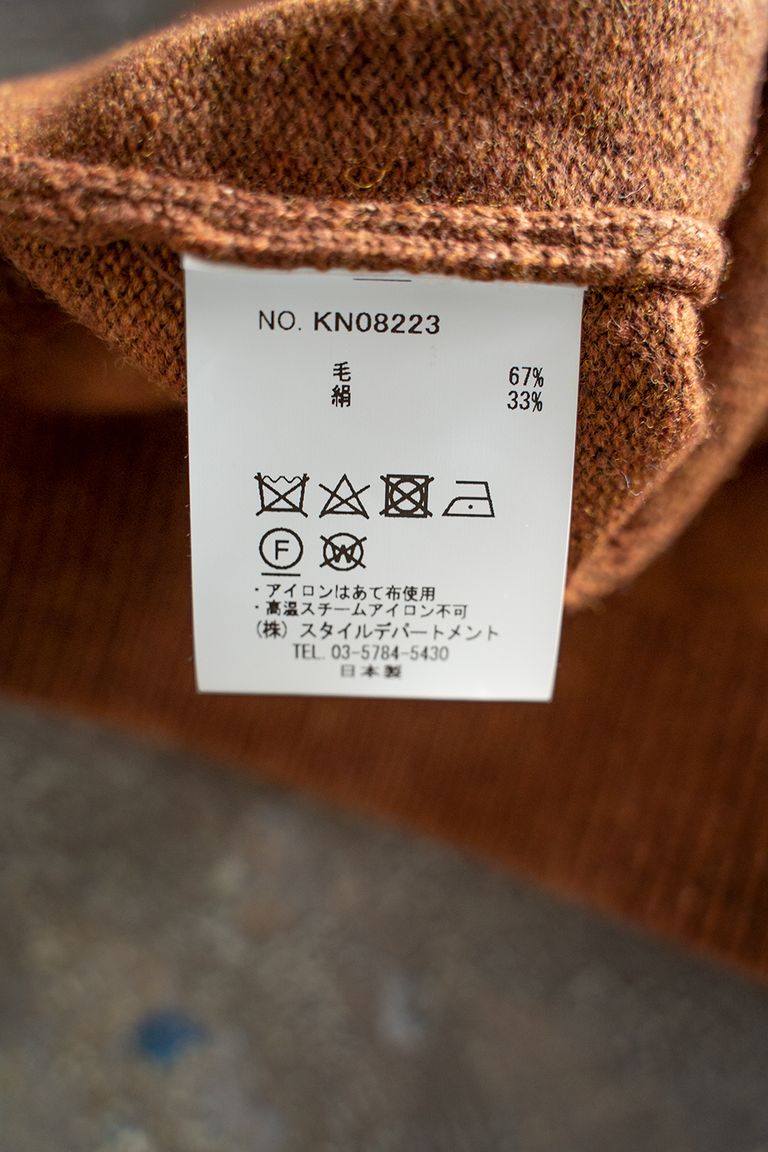 NO. KN08223
毛 67%
絹 33%
F W
・アイロンはあて布使用
・高温スチームアイロン不可
(株) スタイルデパートメント
TEL. 03-5784-5430
日本製